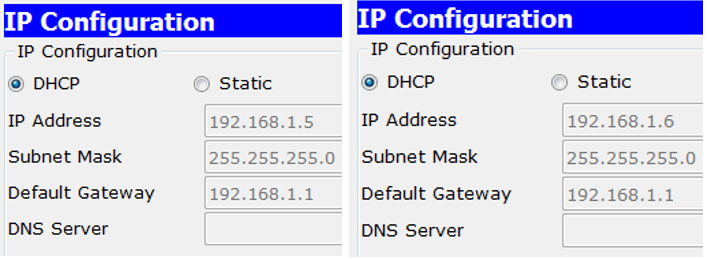 IP Configuration
IP Configuration
DHCP Static
IP Address 192.168.1.5
Subnet Mask 255.255.255.0
Default Gateway 192.168.1.1
DNS Server
IP Configuration
IP Configuration
DHCP Static
IP Address 192.168.1.6
Subnet Mask 255.255.255.0
Default Gateway 192.168.1.1
DNS Server